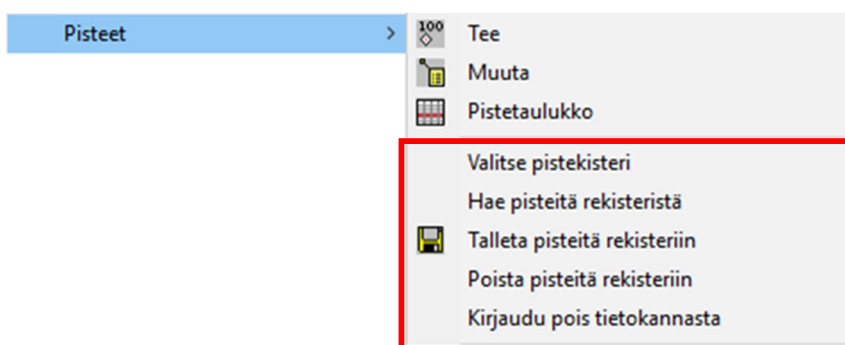 Pisteet > 100 Tee
Muuta
Pistetaulukko
Valitse pistekisteri
Hae pisteitä rekisteristä
Talleta pisteitä rekisteriin
Poista pisteitä rekisteriin
Kirjaudu pois tietokannasta